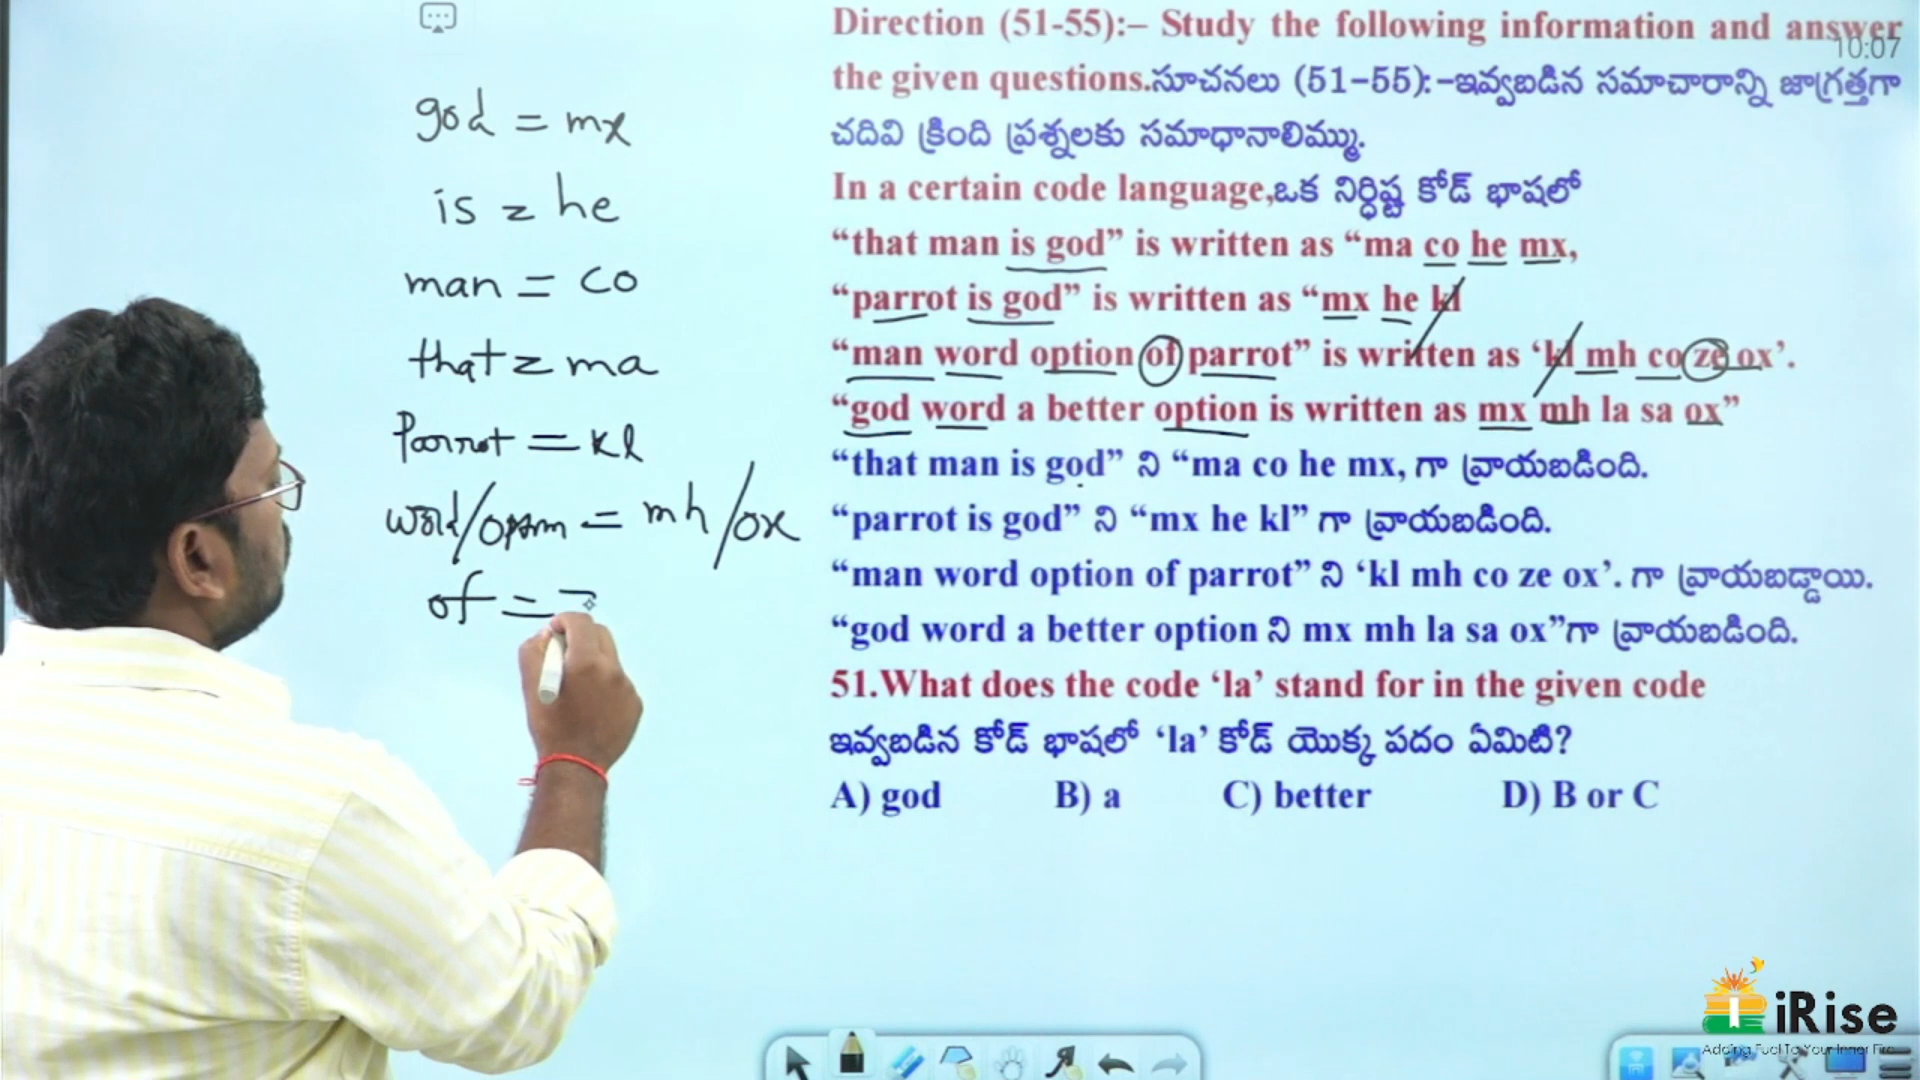 god = mx
is = he
man = co
that = ma
Parrot = kl
word/option = mh/ox
of = z
Direction (51-55):– Study the following information and answer
10:07
the given questions.సూచనలు (51–55):–ఇవ్వబడిన సమాచారాన్ని జాగ్రత్తగా
చదివి క్రింది ప్రశ్నలకు సమాధానాలిమ్ము.
In a certain code language,ఒక నిర్ధిష్ట కోడ్ భాషలో
“that man is god” is written as “ma co he mx,
“parrot is god” is written as “mx he kl
“man word option of parrot” is written as ‘kl mh co ze ox’.
“god word a better option is written as mx mh la sa ox”
“that man is god” ని “ma co he mx, గా వ్రాయబడింది.
“parrot is god” ని “mx he kl” గా వ్రాయబడింది.
“man word option of parrot” ని ‘kl mh co ze ox’. గా వ్రాయబడ్డాయి.
“god word a better option ని mx mh la sa ox”గా వ్రాయబడింది.
51.What does the code ‘la’ stand for in the given code
ఇవ్వబడిన కోడ్ భాషలో ‘la’ కోడ్ యొక్క పదం ఏమిటి?
A) god B) a C) better D) B or C
iRise
Adding Fuel To Your Inner Fire